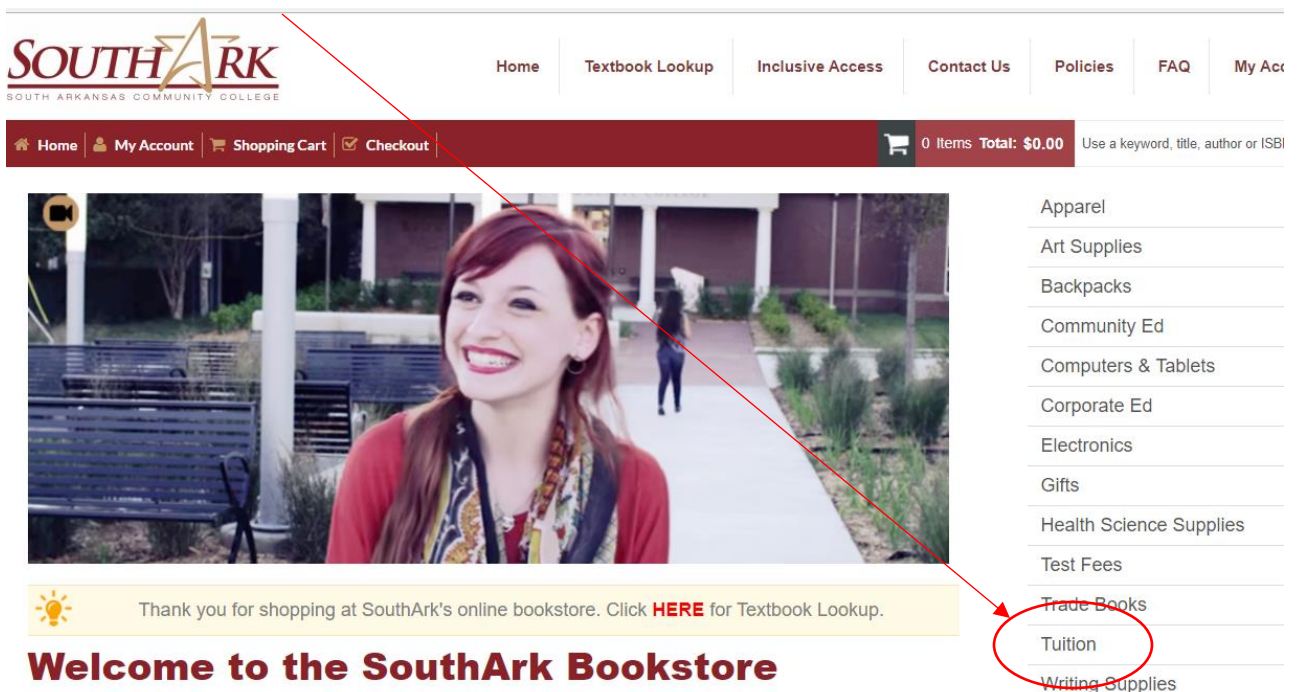 SOUTHARK
SOUTH ARKANSAS COMMUNITY COLLEGE
Home Textbook Lookup Inclusive Access Contact Us Policies FAQ My Acc
Home My Account Shopping Cart Checkout 0 Items Total: $0.00 Use a keyword, title, author or ISB
Apparel
Art Supplies
Backpacks
Community Ed
Computers & Tablets
Corporate Ed
Electronics
Gifts
Health Science Supplies
Test Fees
Trade Books
Tuition
Writing Supplies
Thank you for shopping at SouthArk's online bookstore. Click HERE for Textbook Lookup.
Welcome to the SouthArk Bookstore